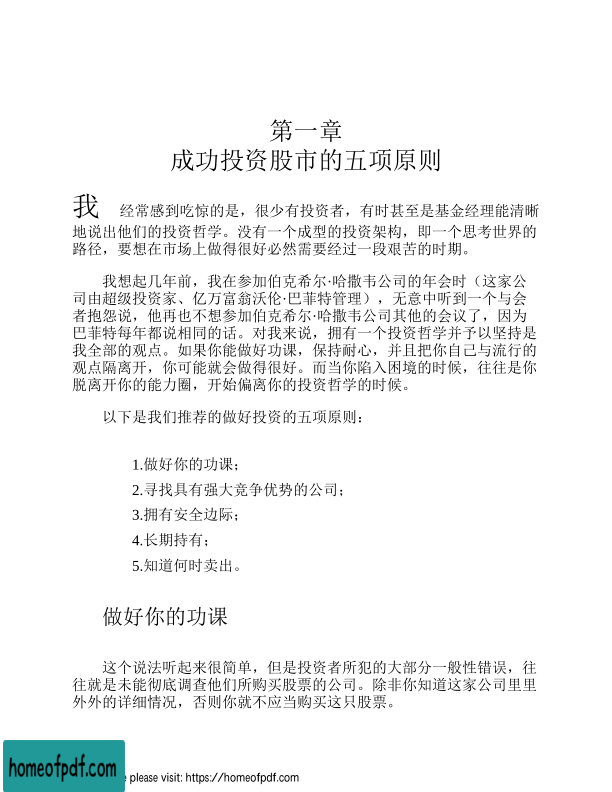 第一章
成功投资股市的五项原则
我 经常感到吃惊的是，很少有投资者，有时甚至是基金经理能清晰
地说出他们的投资哲学。没有一个成型的投资架构，即一个思考世界的
路径，要想在市场上做得很好必然需要经过一段艰苦的时期。
我想起几年前，我在参加伯克希尔·哈撒韦公司的年会时（这家公
司由超级投资家、亿万富翁沃伦·巴菲特管理），无意中听到一个与会
者抱怨说，他再也不想参加伯克希尔·哈撒韦公司其他的会议了，因为
巴菲特每年都说相同的话。对我来说，拥有一个投资哲学并予以坚持是
我全部的观点。如果你能做好功课，保持耐心，并且把你自己与流行的
观点隔离开，你可能就会做得很好。而当你陷入困境的时候，往往是你
脱离开你的能力圈，开始偏离你的投资哲学的时候。
以下是我们推荐的做好投资的五项原则：
1.做好你的功课；
2.寻找具有强大竞争优势的公司；
3.拥有安全边际；
4.长期持有；
5.知道何时卖出。
做好你的功课
这个说法听起来很简单，但是投资者所犯的大部分一般性错误，往
往就是未能彻底调查他们所购买股票的公司。除非你知道这家公司里里
外外的详细情况，否则你就不应当购买这只股票。
homeofpdf.com
e please visit: https://homeofpdf.com